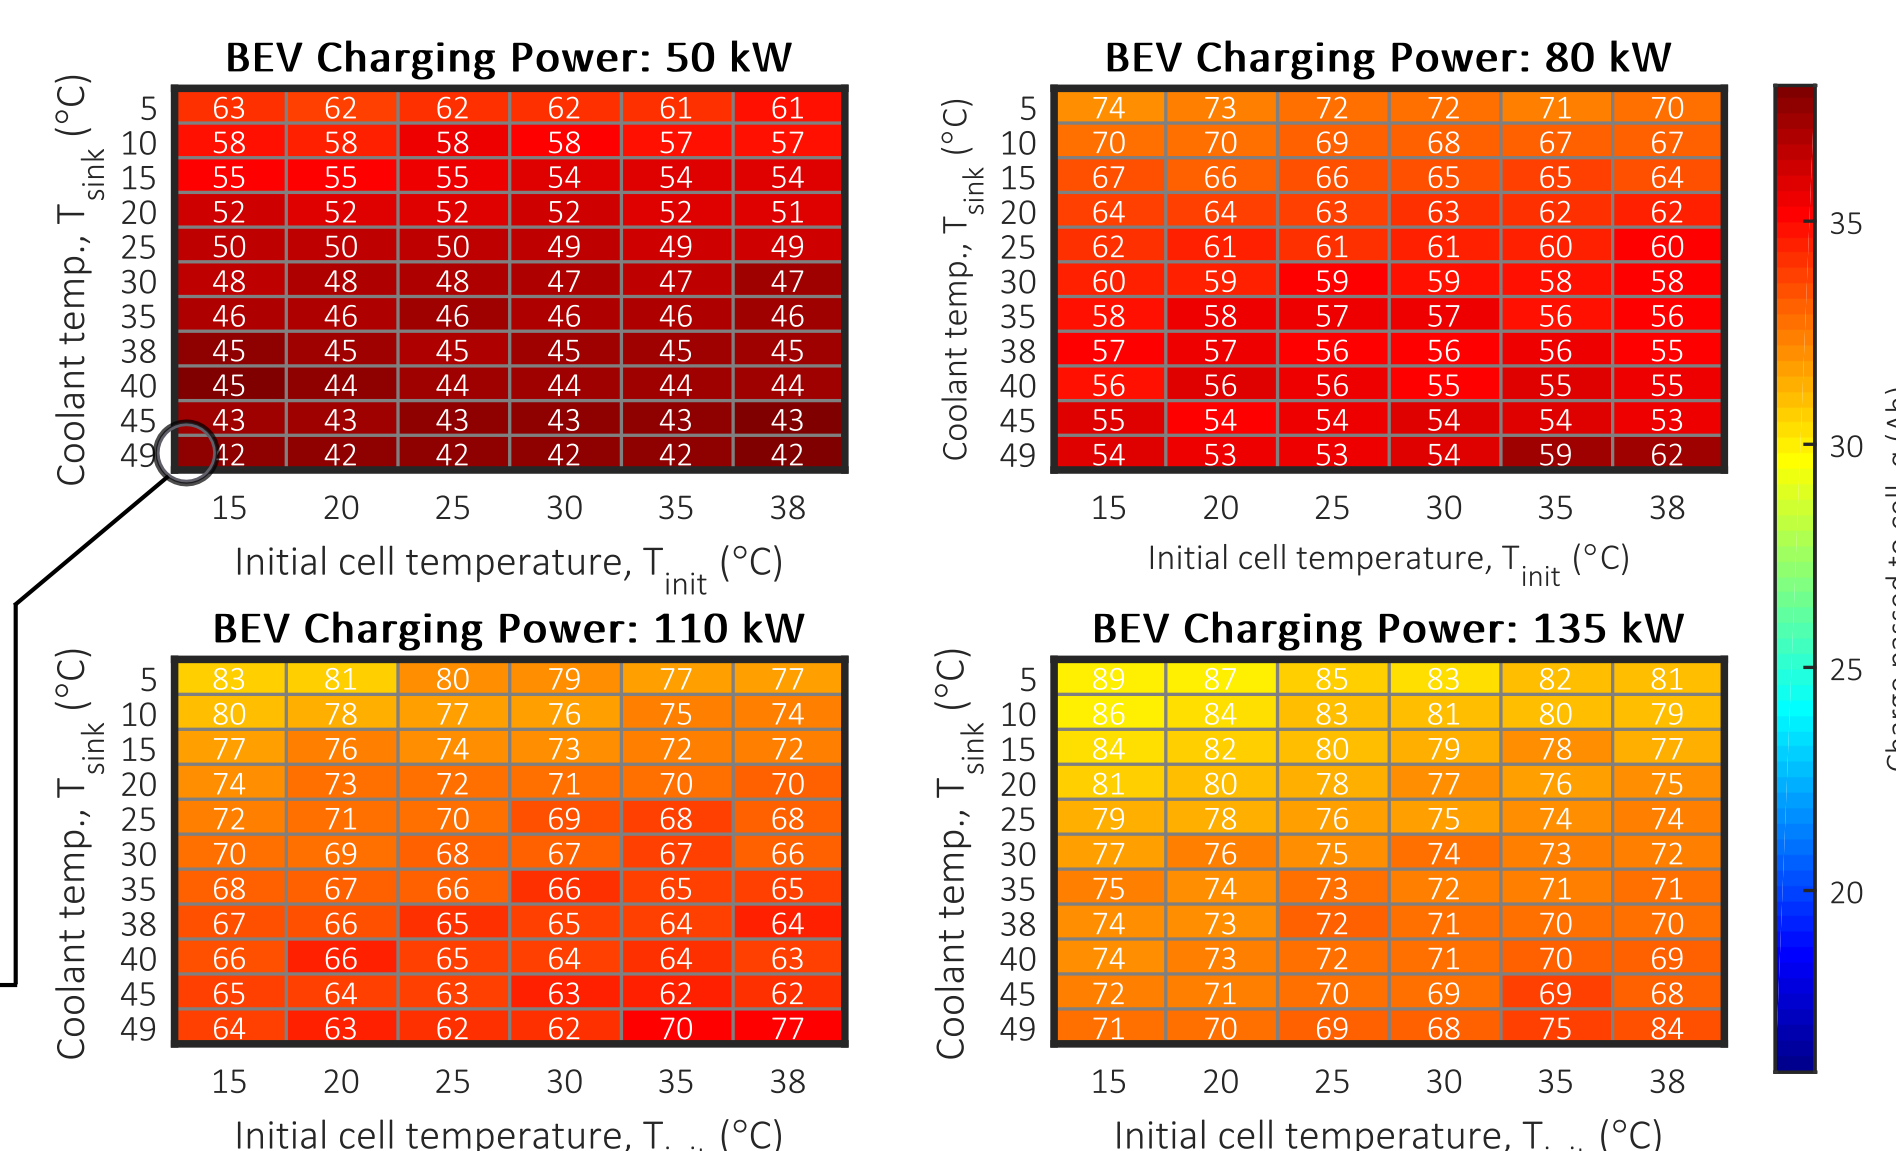 BEV Charging Power: 50 kW
Coolant temp., Tsink (°C)
5 63 62 62 62 61 61
10 58 58 58 58 57 57
15 55 55 55 54 54 54
20 52 52 52 52 52 51
25 50 50 50 49 49 49
30 48 48 48 47 47 47
35 46 46 46 46 46 46
38 45 45 45 45 45 45
40 45 44 44 44 44 44
45 43 43 43 43 43 43
49 42 42 42 42 42 42
15 20 25 30 35 38
Initial cell temperature, Tinit (°C)
BEV Charging Power: 80 kW
Coolant temp., Tsink (°C)
5 74 73 72 72 71 70
10 70 70 69 68 67 67
15 67 66 66 65 65 64
20 64 64 63 63 62 62
25 62 61 61 61 60 60
30 60 59 59 59 58 58
35 58 58 57 57 56 56
38 57 57 56 56 56 55
40 56 56 56 55 55 55
45 55 54 54 54 54 53
49 54 53 53 54 59 62
15 20 25 30 35 38
Initial cell temperature, Tinit (°C)
BEV Charging Power: 110 kW
Coolant temp., Tsink (°C)
5 83 81 80 79 77 77
10 80 78 77 76 75 74
15 77 76 74 73 72 72
20 74 73 72 71 70 70
25 72 71 70 69 68 68
30 70 69 68 67 67 66
35 68 67 66 66 65 65
38 67 66 65 65 64 64
40 66 66 65 64 64 63
45 65 64 63 63 62 62
49 64 63 62 62 70 77
15 20 25 30 35 38
Initial cell temperature, T (°C)
BEV Charging Power: 135 kW
Coolant temp., Tsink (°C)
5 89 87 85 83 82 81
10 86 84 83 81 80 79
15 84 82 80 79 78 77
20 81 80 78 77 76 75
25 79 78 76 75 74 74
30 77 76 75 74 73 72
35 75 74 73 72 71 71
38 74 73 72 71 70 70
40 74 73 72 71 70 69
45 72 71 70 69 69 68
49 71 70 69 68 75 84
15 20 25 30 35 38
Initial cell temperature, T (°C)
35
30
25
20